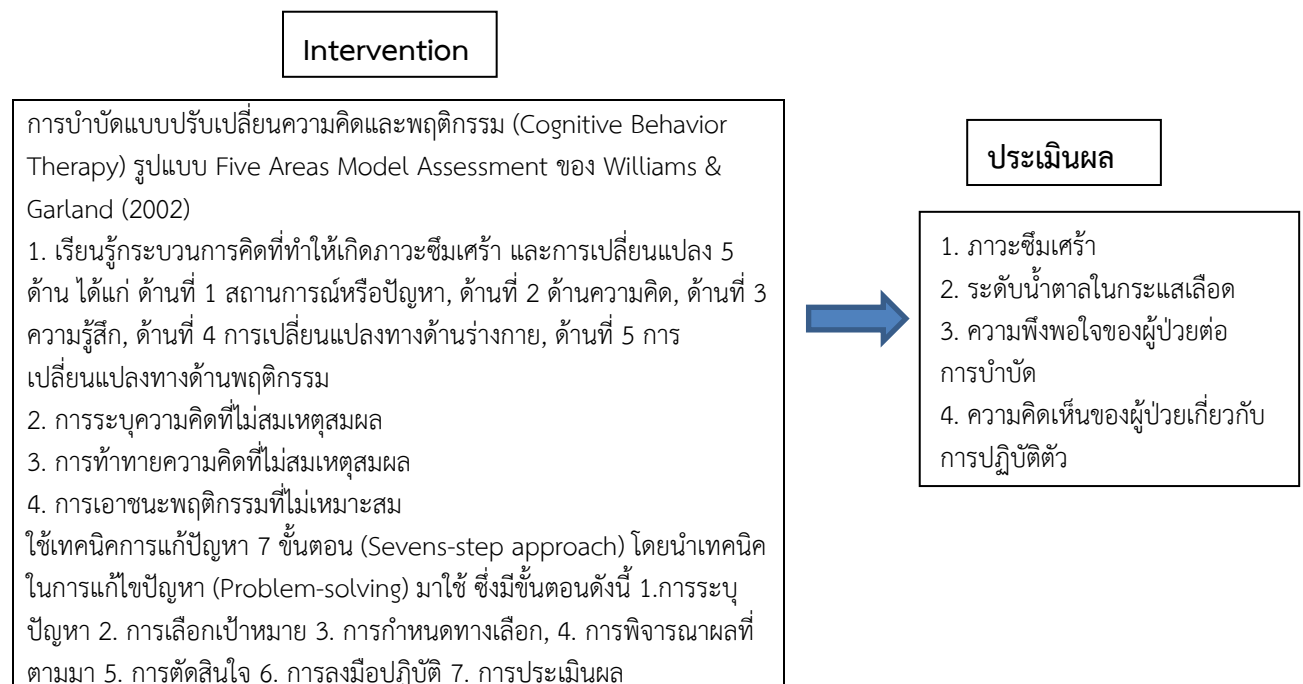 Intervention
การบำบัดแบบปรับเปลี่ยนความคิดและพฤติกรรม (Cognitive Behavior
Therapy) รูปแบบ Five Areas Model Assessment ของ Williams &
Garland (2002)
1. เรียนรู้กระบวนการคิดที่ทำให้เกิดภาวะซึมเศร้า และการเปลี่ยนแปลง 5
ด้าน ได้แก่ ด้านที่ 1 สถานการณ์หรือปัญหา, ด้านที่ 2 ด้านความคิด, ด้านที่ 3
ความรู้สึก, ด้านที่ 4 การเปลี่ยนแปลงทางด้านร่างกาย, ด้านที่ 5 การ
เปลี่ยนแปลงทางด้านพฤติกรรม
2. การระบุความคิดที่ไม่สมเหตุสมผล
3. การท้าทายความคิดที่ไม่สมเหตุสมผล
4. การเอาชนะพฤติกรรมที่ไม่เหมาะสม
ใช้เทคนิคการแก้ปัญหา 7 ขั้นตอน (Sevens-step approach) โดยนำเทคนิค
ในการแก้ไขปัญหา (Problem-solving) มาใช้ ซึ่งมีขั้นตอนดังนี้ 1.การระบุ
ปัญหา 2. การเลือกเป้าหมาย 3. การกำหนดทางเลือก, 4. การพิจารณาผลที่
ตามมา 5. การตัดสินใจ 6. การลงมือปฏิบัติ 7. การประเมินผล
ประเมินผล
1. ภาวะซึมเศร้า
2. ระดับน้ำตาลในกระแสเลือด
3. ความพึงพอใจของผู้ป่วยต่อ
การบำบัด
4. ความคิดเห็นของผู้ป่วยเกี่ยวกับ
การปฏิบัติตัว